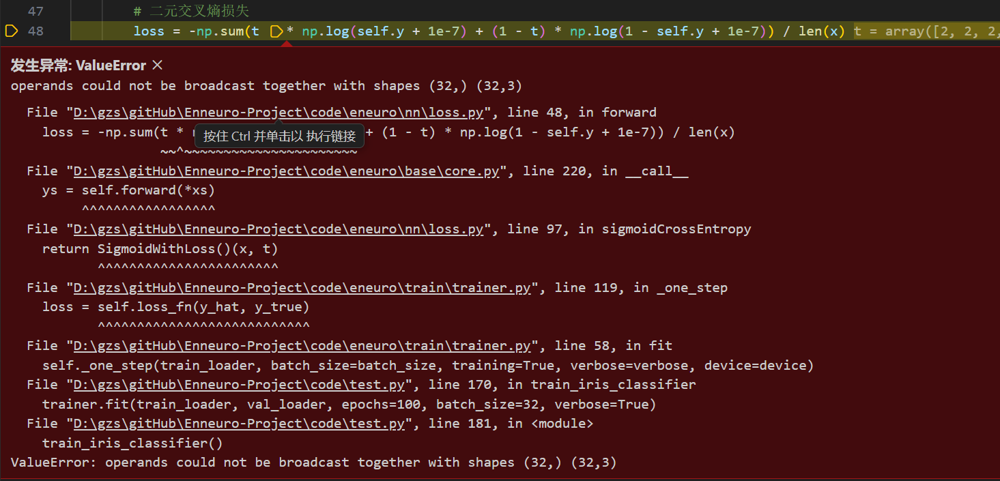 47 # 二元交叉熵损失
48 loss = -np.sum(t * np.log(self.y + 1e-7) + (1 - t) * np.log(1 - self.y + 1e-7)) / len(x) t = array([2, 2, 2,
发生异常: ValueError ×
operands could not be broadcast together with shapes (32,) (32,3)
File "D:\gzs\gitHub\Enneuro-Project\code\eneuro\nn\loss.py", line 48, in forward
loss = -np.sum(t * + (1 - t) * np.log(1 - self.y + 1e-7)) / len(x)
按住 Ctrl 并单击以 执行链接
~~^~~~~~~~~~~~~~~~~~~~~~~
File "D:\gzs\gitHub\Enneuro-Project\code\eneuro\base\core.py", line 220, in __call__
ys = self.forward(*xs)
^^^^^^^^^^^^^^^^^
File "D:\gzs\gitHub\Enneuro-Project\code\eneuro\nn\loss.py", line 97, in sigmoidCrossEntropy
return SigmoidWithLoss()(x, t)
^^^^^^^^^^^^^^^^^^^^^^^
File "D:\gzs\gitHub\Enneuro-Project\code\eneuro\train\trainer.py", line 119, in _one_step
loss = self.loss_fn(y_hat, y_true)
^^^^^^^^^^^^^^^^^^^^^^^^^^^
File "D:\gzs\gitHub\Enneuro-Project\code\eneuro\train\trainer.py", line 58, in fit
self._one_step(train_loader, batch_size=batch_size, training=True, verbose=verbose, device=device)
File "D:\gzs\gitHub\Enneuro-Project\code\test.py", line 170, in train_iris_classifier
trainer.fit(train_loader, val_loader, epochs=100, batch_size=32, verbose=True)
File "D:\gzs\gitHub\Enneuro-Project\code\test.py", line 181, in <module>
train_iris_classifier()
ValueError: operands could not be broadcast together with shapes (32,) (32,3)